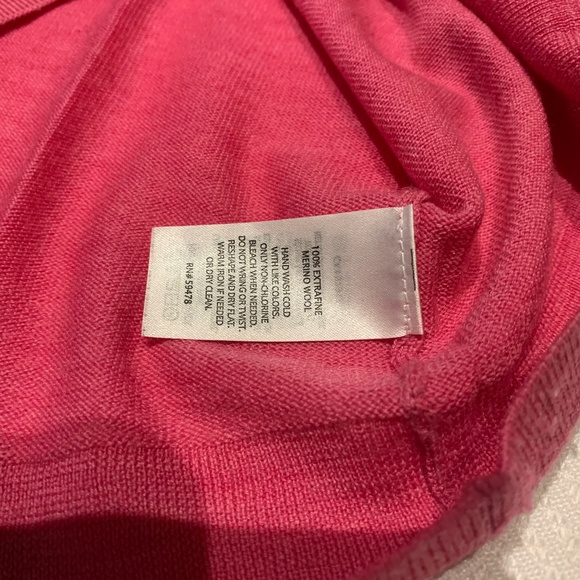 100% EXTRAFINE
MERINO WOOL
HAND WASH COLD
WITH LIKE COLORS.
ONLY NON-CHLORINE
BLEACH WHEN NEEDED.
DO NOT WRING OR TWIST.
RESHAPE AND DRY FLAT.
WARM IRON IF NEEDED
OR DRY CLEAN.
RN# 59478